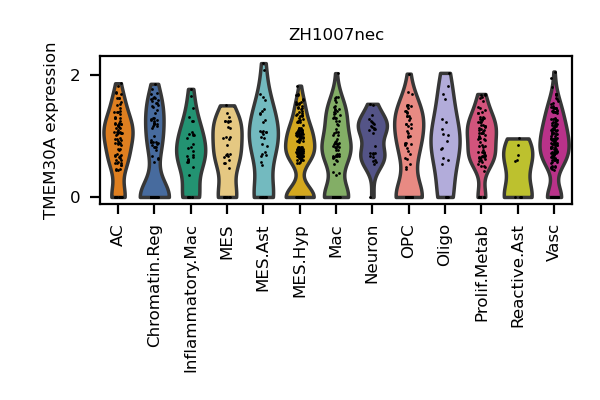 ZH1007nec
TMEM30A expression
2
0
AC
Chromatin.Reg
Inflammatory.Mac
MES
MES.Ast
MES.Hyp
Mac
Neuron
OPC
Oligo
Prolif.Metab
Reactive.Ast
Vasc